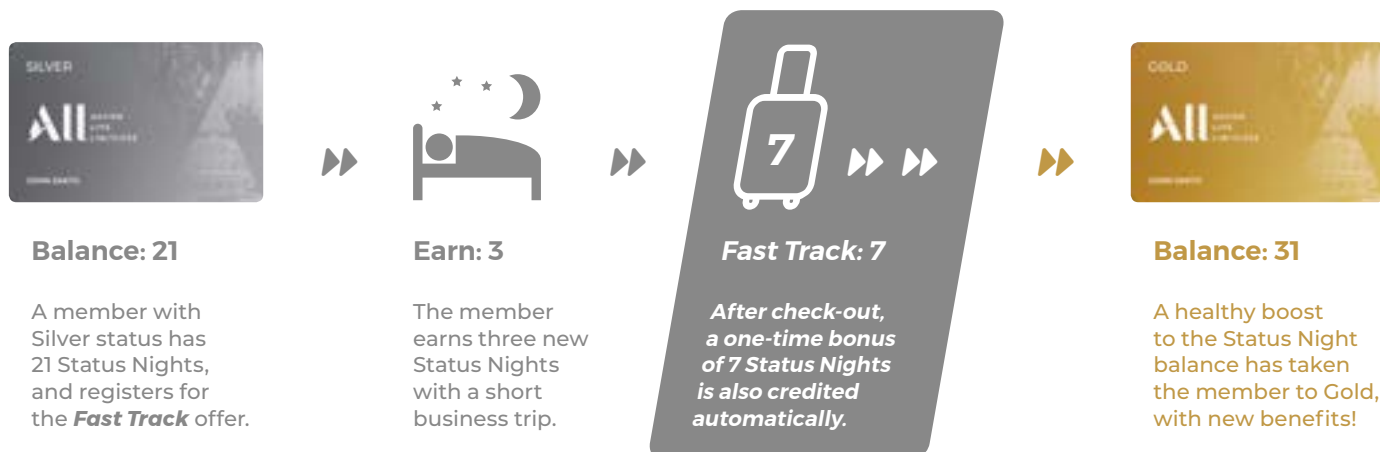 SILVER
All
7
GOLD
All
Balance: 21
Earn: 3
Fast Track: 7
Balance: 31
A member with
Silver status has
21 Status Nights,
and registers for
the Fast Track offer.
The member
earns three new
Status Nights
with a short
business trip.
After check-out,
a one-time bonus
of 7 Status Nights
is also credited
automatically.
A healthy boost
to the Status Night
balance has taken
the member to Gold,
with new benefits!